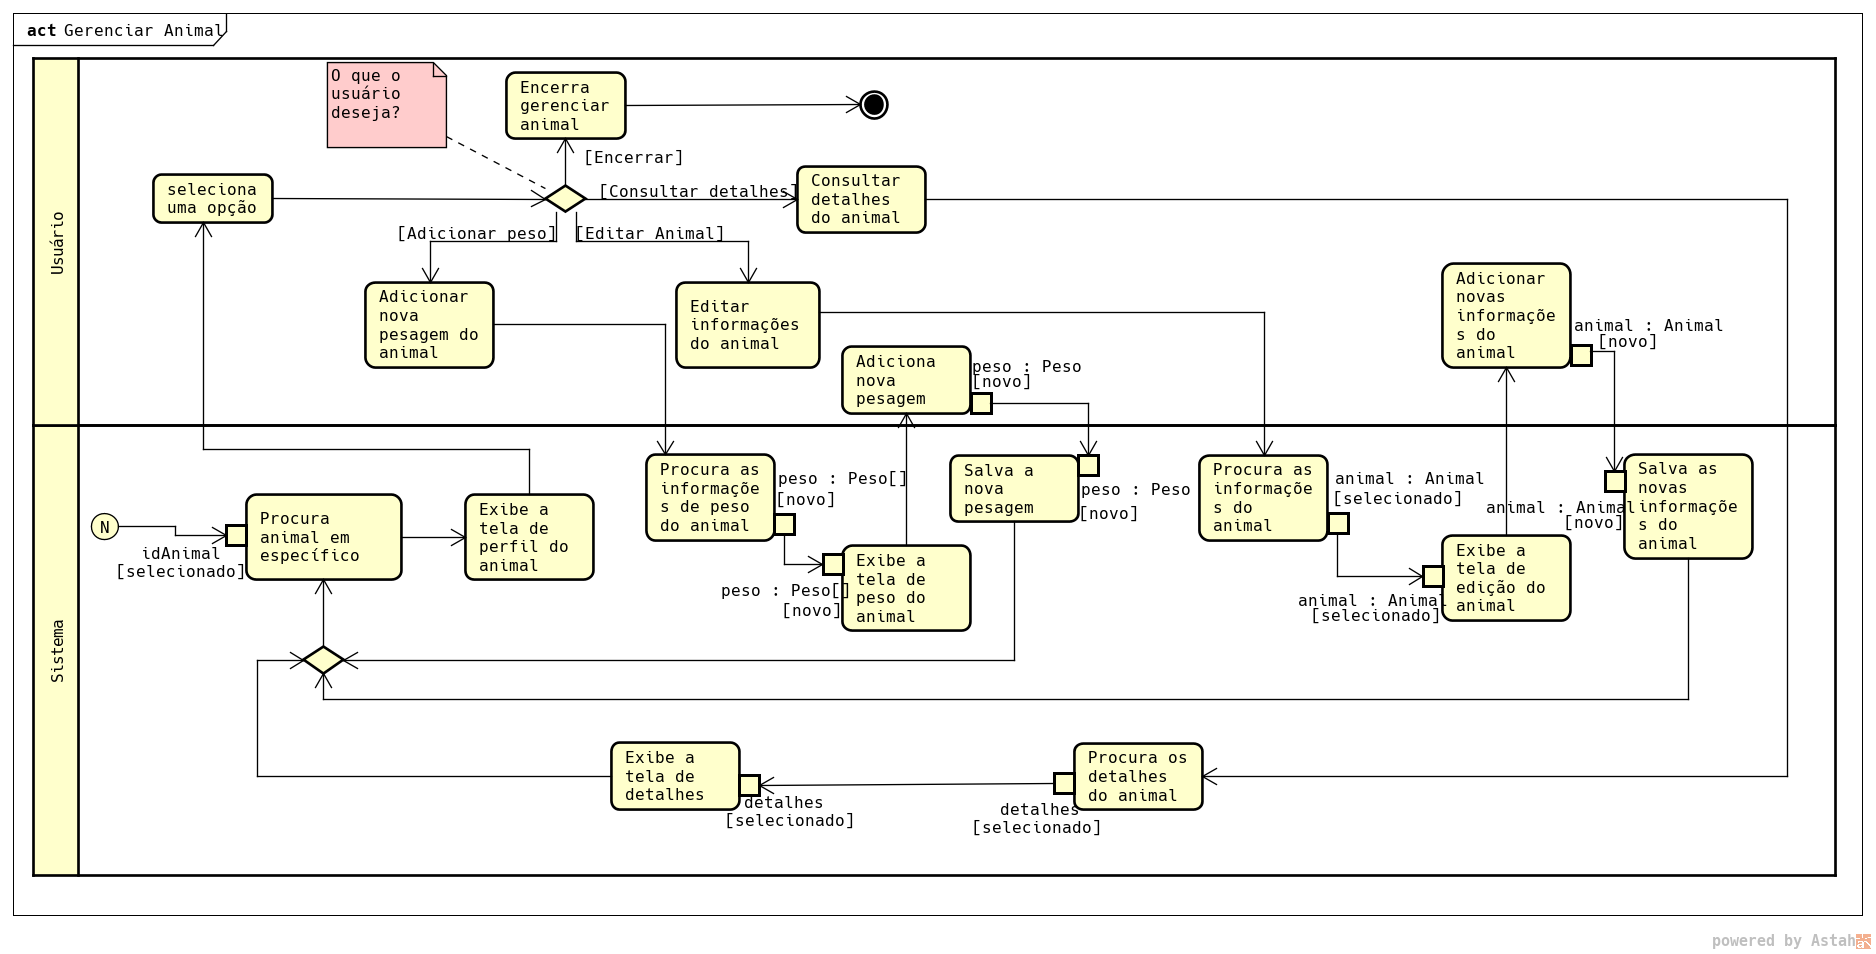 act Gerenciar Animal
O que o
usuário
deseja?
Encerra
gerenciar
animal
[Encerrar]
seleciona
uma opção
[Consultar detalhes]
Consultar
detalhes
do animal
[Adicionar peso]
[Editar Animal]
Usuário
Adicionar
nova
pesagem do
animal
Editar
informações
do animal
Adiciona
nova
pesagem
peso : Peso
[novo]
Adicionar
novas
informaçõe
s do
animal
animal : Animal
[novo]
Sistema
N
idAnimal
[selecionado]
Procura
animal em
específico
Exibe a
tela de
perfil do
animal
Procura as
informaçõe
s de peso
do animal
peso : Peso[]
[novo]
peso : Peso[]
[novo]
Exibe a
tela de
peso do
animal
Salva a
nova
pesagem
peso : Peso
[novo]
Procura as
informaçõe
s do
animal
animal : Animal
[selecionado]
animal : Animal
[selecionado]
Exibe a
tela de
edição do
animal
animal : Animal
[novo]
Salva as
novas
informaçõe
s do
animal
Exibe a
tela de
detalhes
detalhes
[selecionado]
Procura os
detalhes
do animal
detalhes
[selecionado]
powered by Astah